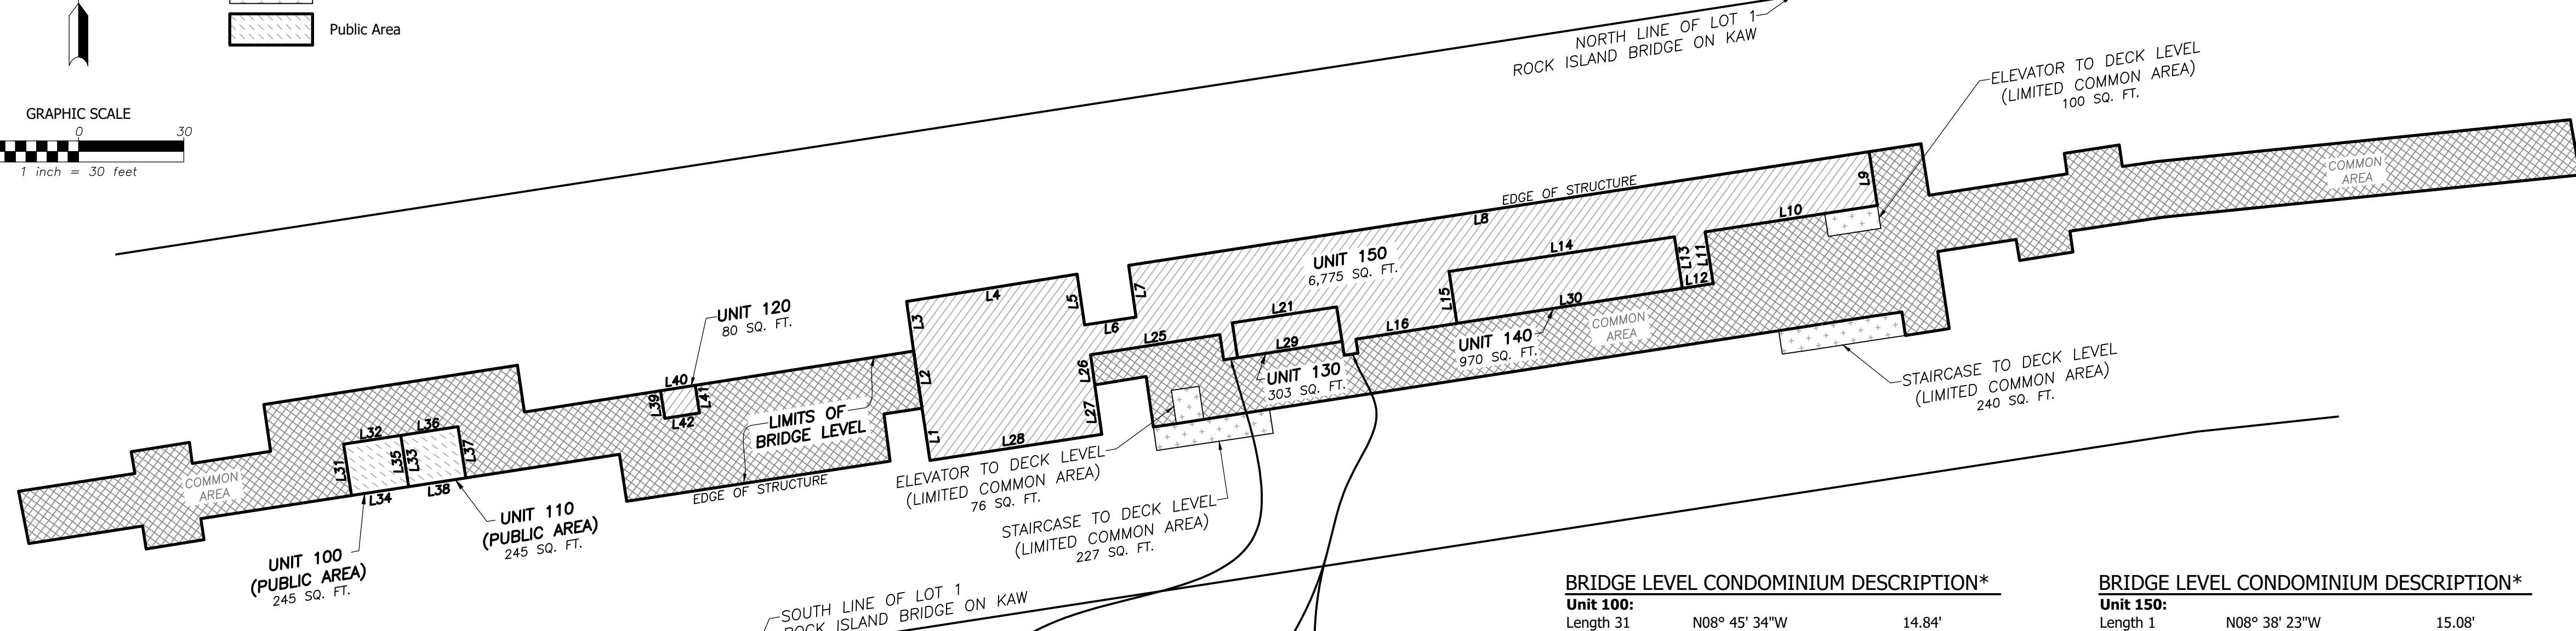 Public Area
GRAPHIC SCALE
0
30
1 inch = 30 feet
NORTH LINE OF LOT 1
ROCK ISLAND BRIDGE ON KAW
ELEVATOR TO DECK LEVEL
(LIMITED COMMON AREA)
100 SQ. FT.
COMMON
AREA
EDGE OF STRUCTURE
L8
L9
L10
UNIT 150
6,775 SQ. FT.
L14
L13
L11
L12
L15
L30
L4
L3
L5
L7
L6
L21
L25
L29
L16
UNIT 140
970 SQ. FT.
COMMON
AREA
UNIT 130
303 SQ. FT.
L2
L26
L27
L1
L28
UNIT 120
80 SQ. FT.
L40
L39
L41
L42
LIMITS OF
BRIDGE LEVEL
STAIRCASE TO DECK LEVEL
(LIMITED COMMON AREA)
240 SQ. FT.
L32
L36
L31
L35
L33
L37
L34
L38
COMMON
AREA
EDGE OF STRUCTURE
ELEVATOR TO DECK LEVEL
(LIMITED COMMON AREA)
76 SQ. FT.
STAIRCASE TO DECK LEVEL
(LIMITED COMMON AREA)
227 SQ. FT.
UNIT 110
(PUBLIC AREA)
245 SQ. FT.
UNIT 100
(PUBLIC AREA)
245 SQ. FT.
SOUTH LINE OF LOT 1
ROCK ISLAND BRIDGE ON KAW
BRIDGE LEVEL CONDOMINIUM DESCRIPTION*
Unit 100:
Length 31 N08° 45' 34"W 14.84'
BRIDGE LEVEL CONDOMINIUM DESCRIPTION*
Unit 150:
Length 1 N08° 38' 23"W 15.08'